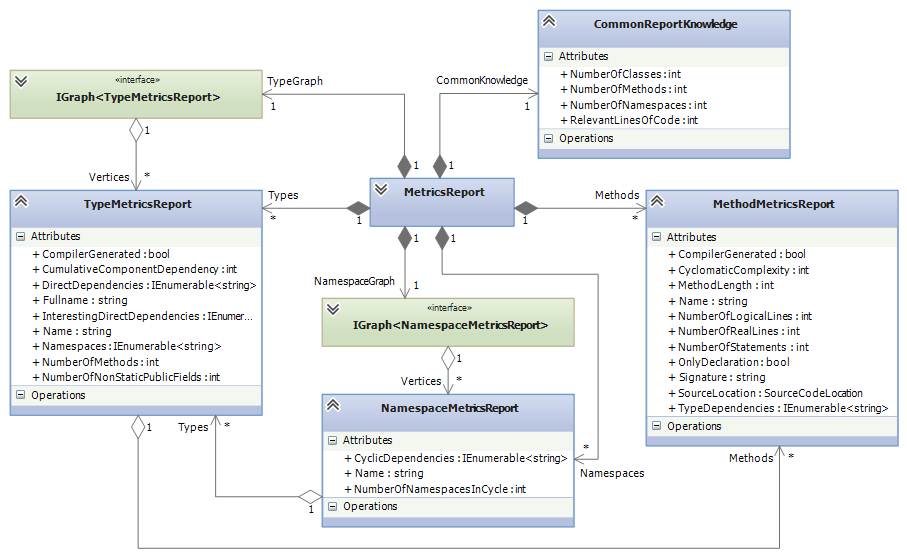 CommonReportKnowledge
Attributes
+ NumberOfClasses : int
+ NumberOfMethods : int
+ NumberOfNamespaces : int
+ RelevantLinesOfCode : int
Operations
«interface»
IGraph<TypeMetricsReport>
TypeGraph
1
CommonKnowledge
1
1
Vertices
*
1
1
MetricsReport
Types
*
1
1
Methods
*
1
1
TypeMetricsReport
Attributes
+ CompilerGenerated : bool
+ CumulativeComponentDependency : int
+ DirectDependencies : IEnumerable<string>
+ Fullname : string
+ InterestingDirectDependencies : IEnumer...
+ Name : string
+ Namespaces : IEnumerable<string>
+ NumberOfMethods : int
+ NumberOfNonStaticPublicFields : int
Operations
MethodMetricsReport
Attributes
+ CompilerGenerated : bool
+ CyclomaticComplexity : int
+ MethodLength : int
+ Name : string
+ NumberOfLogicalLines : int
+ NumberOfRealLines : int
+ NumberOfStatements : int
+ OnlyDeclaration : bool
+ Signature : string
+ SourceLocation : SourceCodeLocation
+ TypeDependencies : IEnumerable<string>
Operations
NamespaceGraph
1
«interface»
IGraph<NamespaceMetricsReport>
1
Vertices
*
NamespaceMetricsReport
Attributes
+ CyclicDependencies : IEnumerable<string>
+ Name : string
+ NumberOfNamespacesInCycle : int
Operations
*
Namespaces
1
Types
*
1
Methods
*